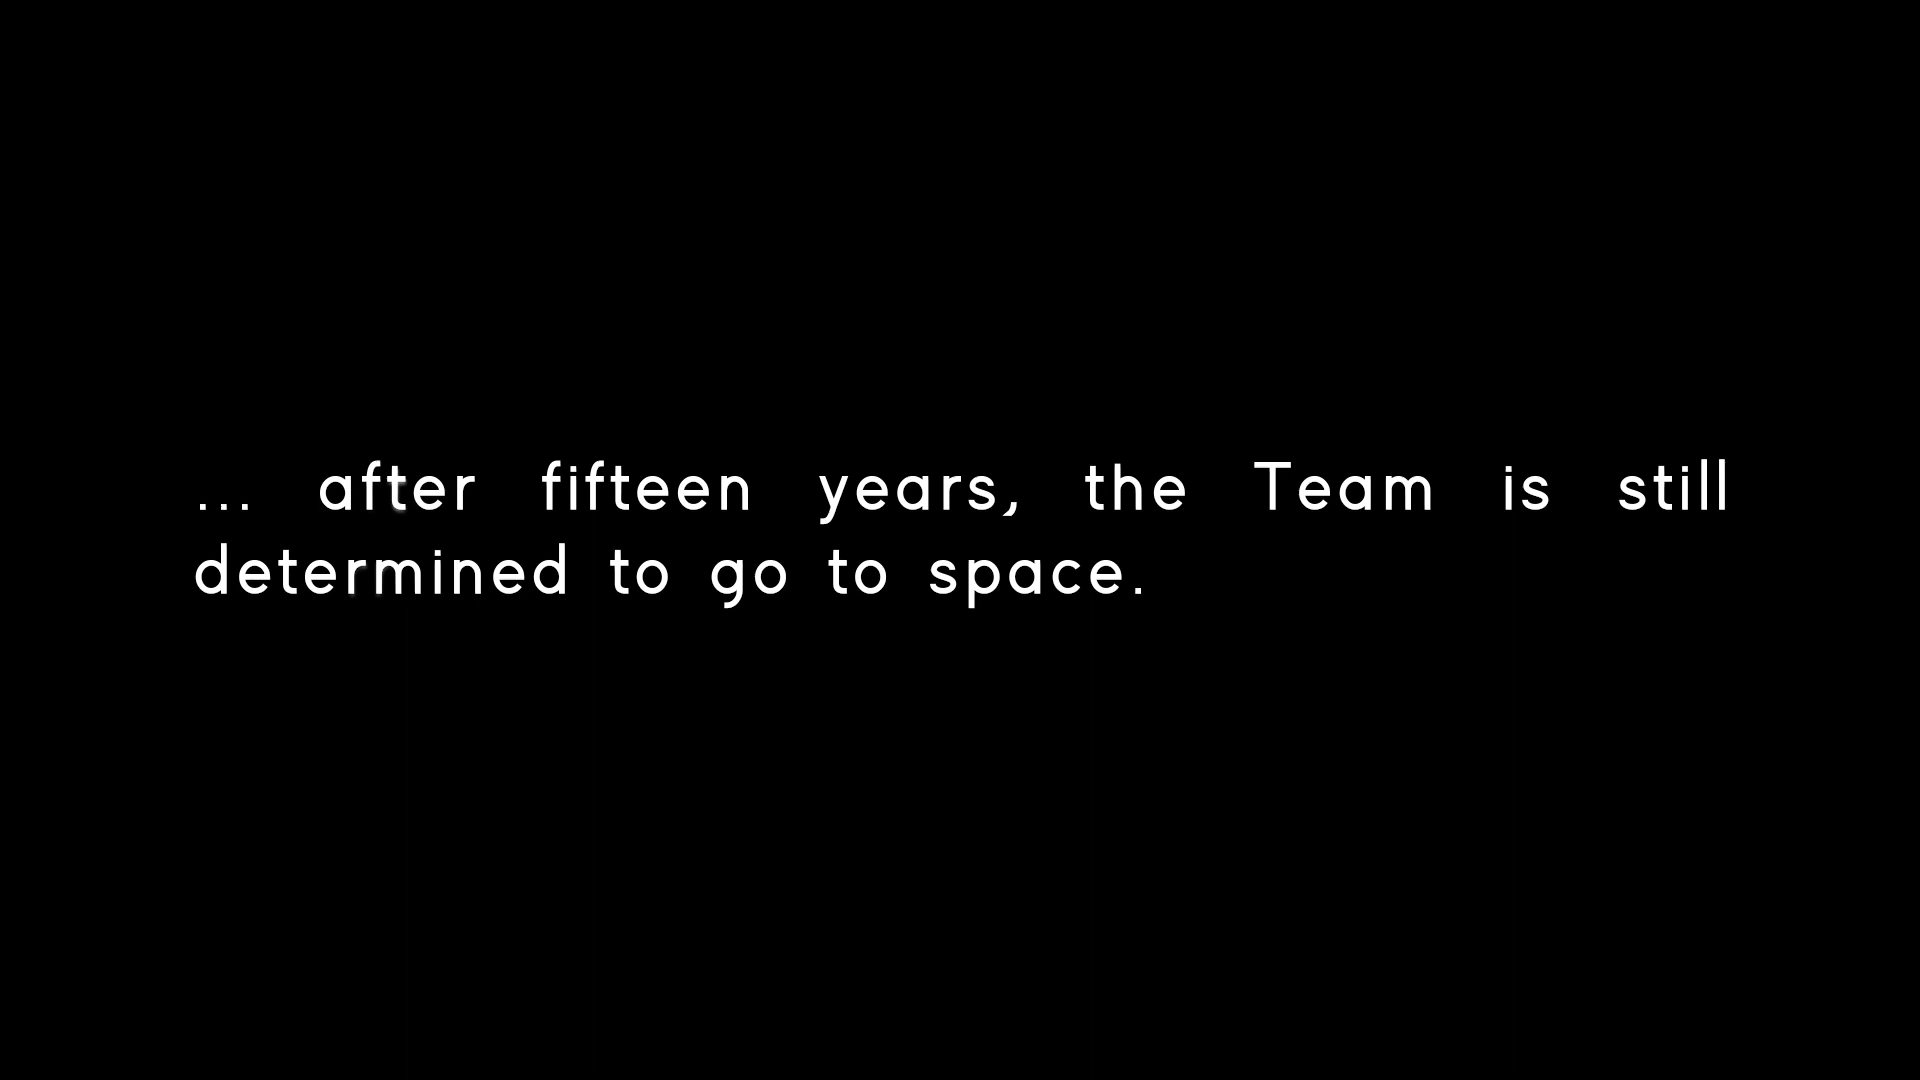 ... after fifteen years, the Team is still
determined to go to space.